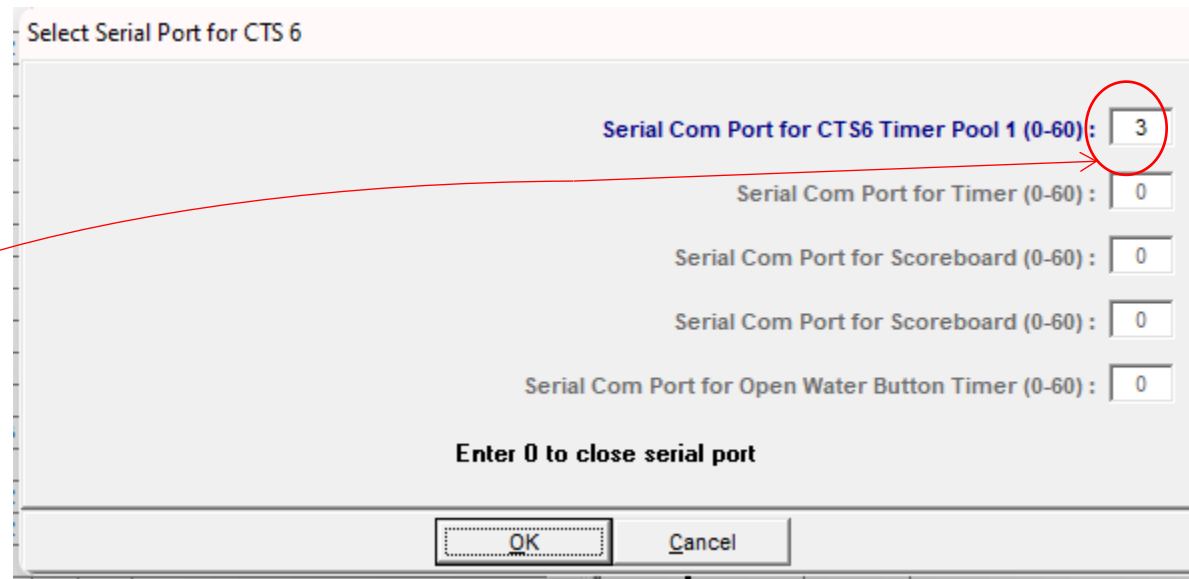 Select Serial Port for CTS 6
Serial Com Port for CTS6 Timer Pool 1 (0-60) : 3
Serial Com Port for Timer (0-60) : 0
Serial Com Port for Scoreboard (0-60) : 0
Serial Com Port for Scoreboard (0-60) : 0
Serial Com Port for Open Water Button Timer (0-60) : 0
Enter 0 to close serial port
OK Cancel